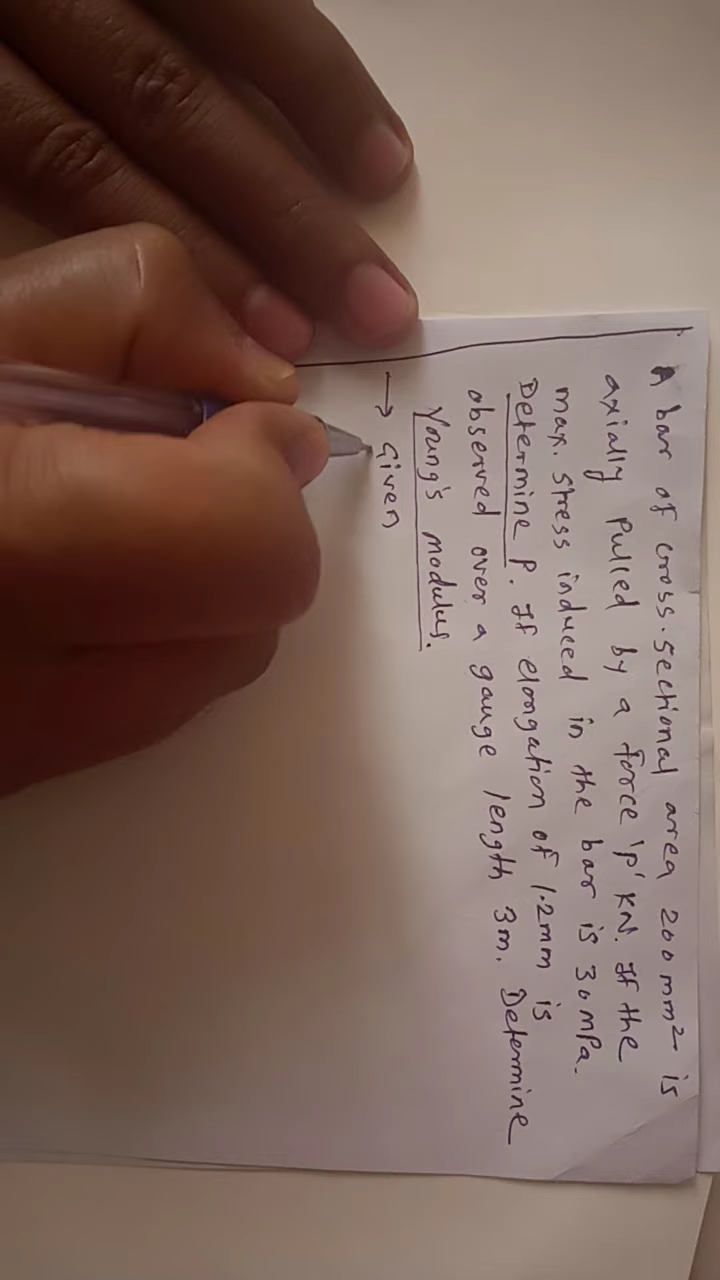 A bar of cross-sectional area 200 mm² is
axially pulled by a force 'P' KN. If the
max. stress induced in the bar is 30 mPa.
Determine P. If elongation of 1.2mm is
observed over a gauge length 3m. Determine
Young's modulus.
→ Given